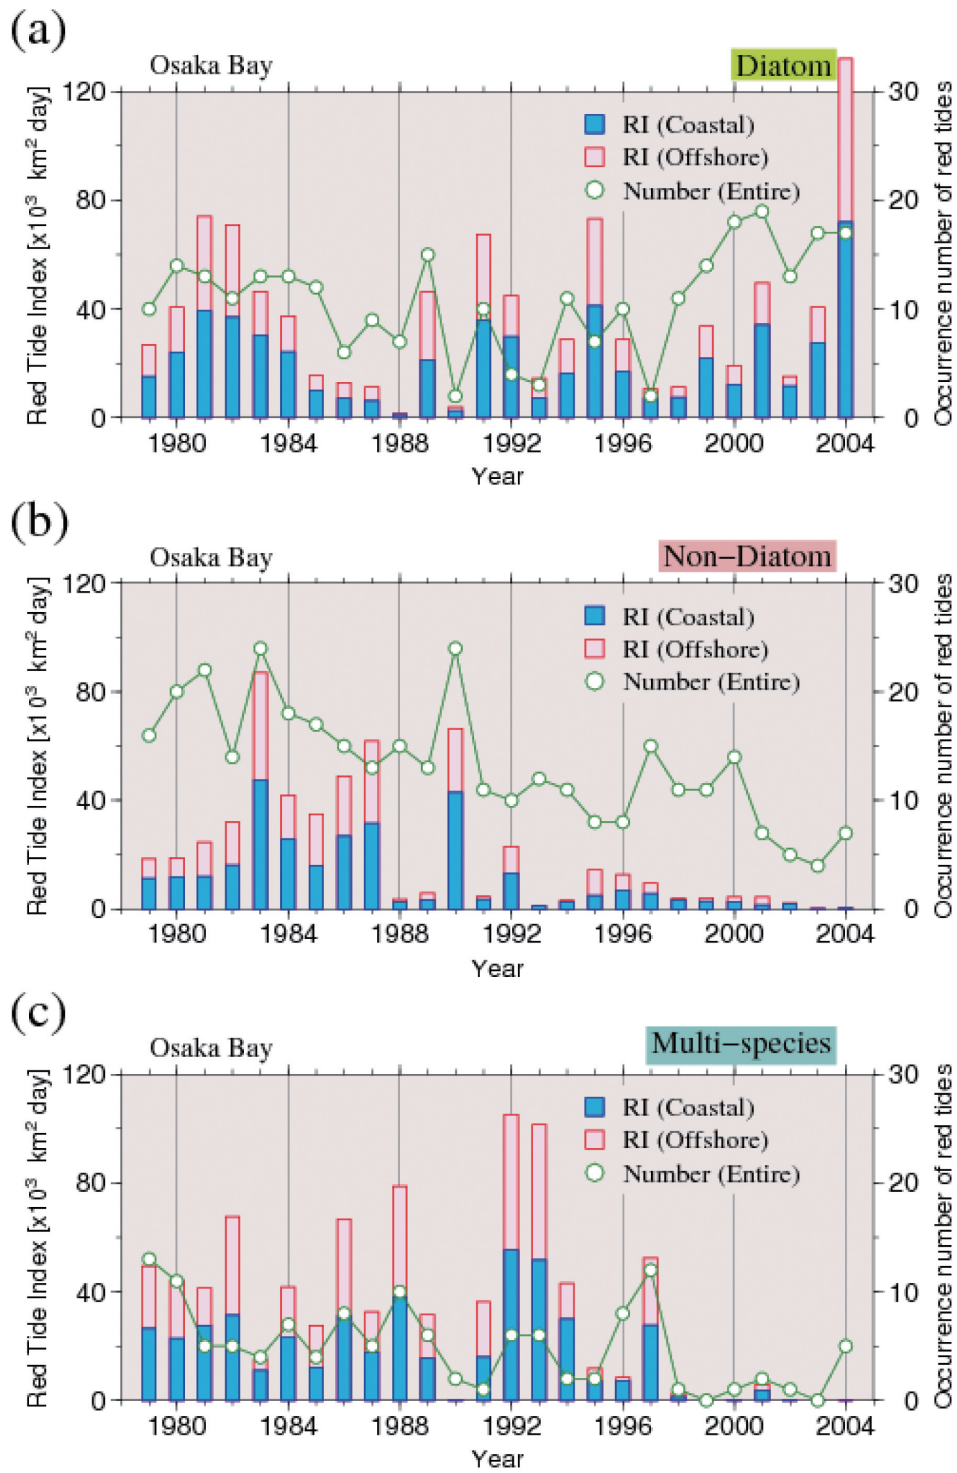 (a)
Osaka Bay
Diatom
Red Tide Index [x10³ km² day]
120
80
40
0
RI (Coastal)
RI (Offshore)
Number (Entire)
30
20
10
0
Occurrence number of red tides
1980 1984 1988 1992 1996 2000 2004
Year
(b)
Osaka Bay
Non−Diatom
Red Tide Index [x10³ km² day]
120
80
40
0
RI (Coastal)
RI (Offshore)
Number (Entire)
30
20
10
0
Occurrence number of red tides
1980 1984 1988 1992 1996 2000 2004
Year
(c)
Osaka Bay
Multi−species
Red Tide Index [x10³ km² day]
120
80
40
0
RI (Coastal)
RI (Offshore)
Number (Entire)
30
20
10
0
Occurrence number of red tides
1980 1984 1988 1992 1996 2000 2004
Year